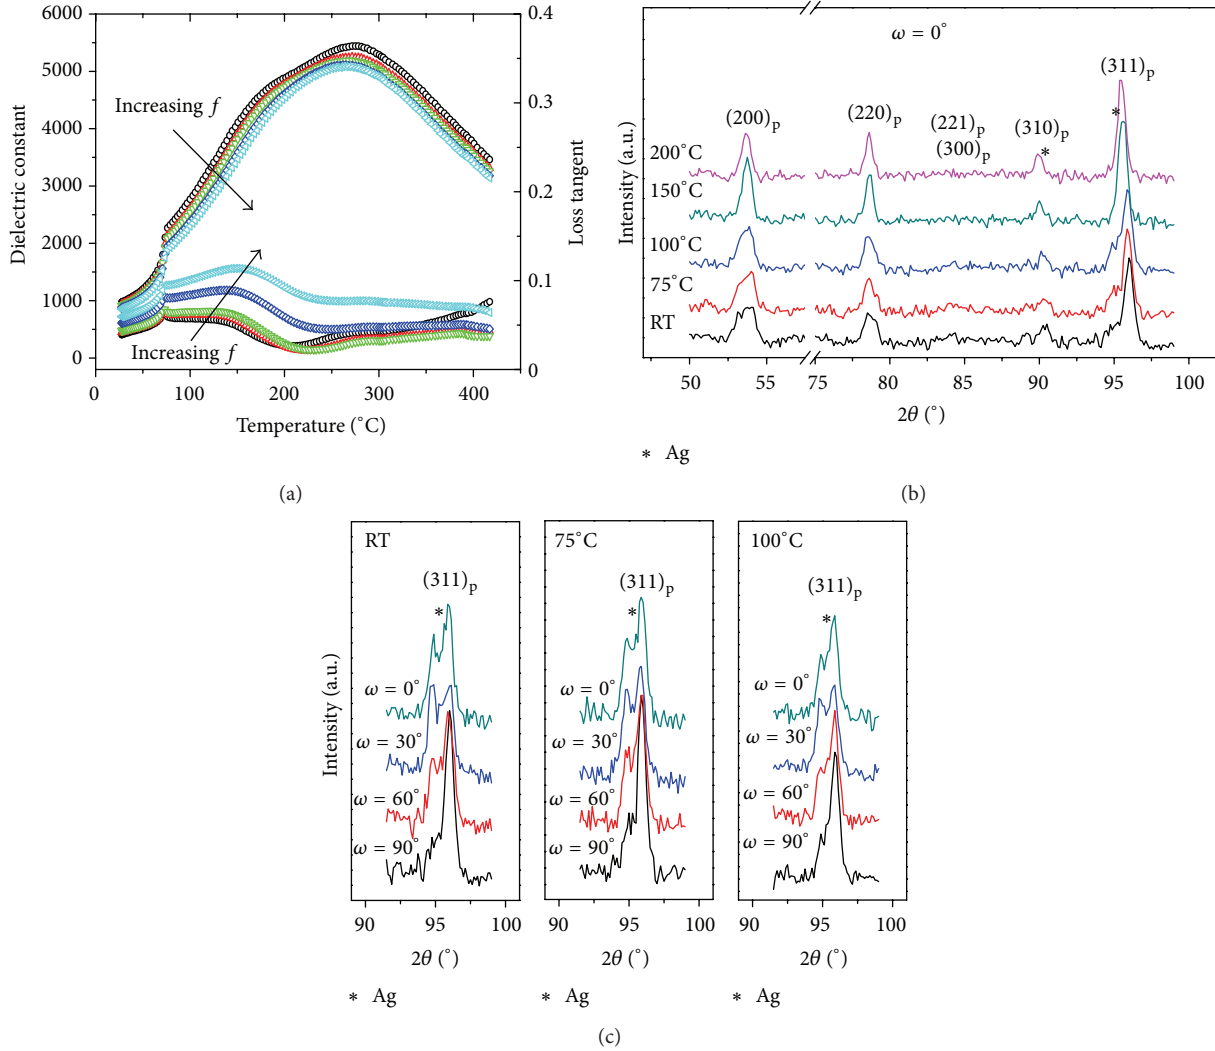 6000
5000
4000
3000
2000
1000
0
Dielectric constant
0.4
0.3
0.2
0.1
0
Loss tangent
Increasing f
Increasing f
0 100 200 300 400
Temperature (°C)
(a)
ω = 0°
Intensity (a.u.)
(200)p
(220)p
(221)p
(300)p
(310)p
*
(311)p
*
200°C
150°C
100°C
75°C
RT
50 55 75 80 85 90 95 100
2θ (°)
* Ag
(b)
Intensity (a.u.)
RT
(311)p
*
ω = 0°
ω = 30°
ω = 60°
ω = 90°
90 95 100
2θ (°)
* Ag
75°C
(311)p
*
ω = 0°
ω = 30°
ω = 60°
ω = 90°
90 95 100
2θ (°)
* Ag
100°C
(311)p
*
ω = 0°
ω = 30°
ω = 60°
ω = 90°
90 95 100
2θ (°)
* Ag
(c)